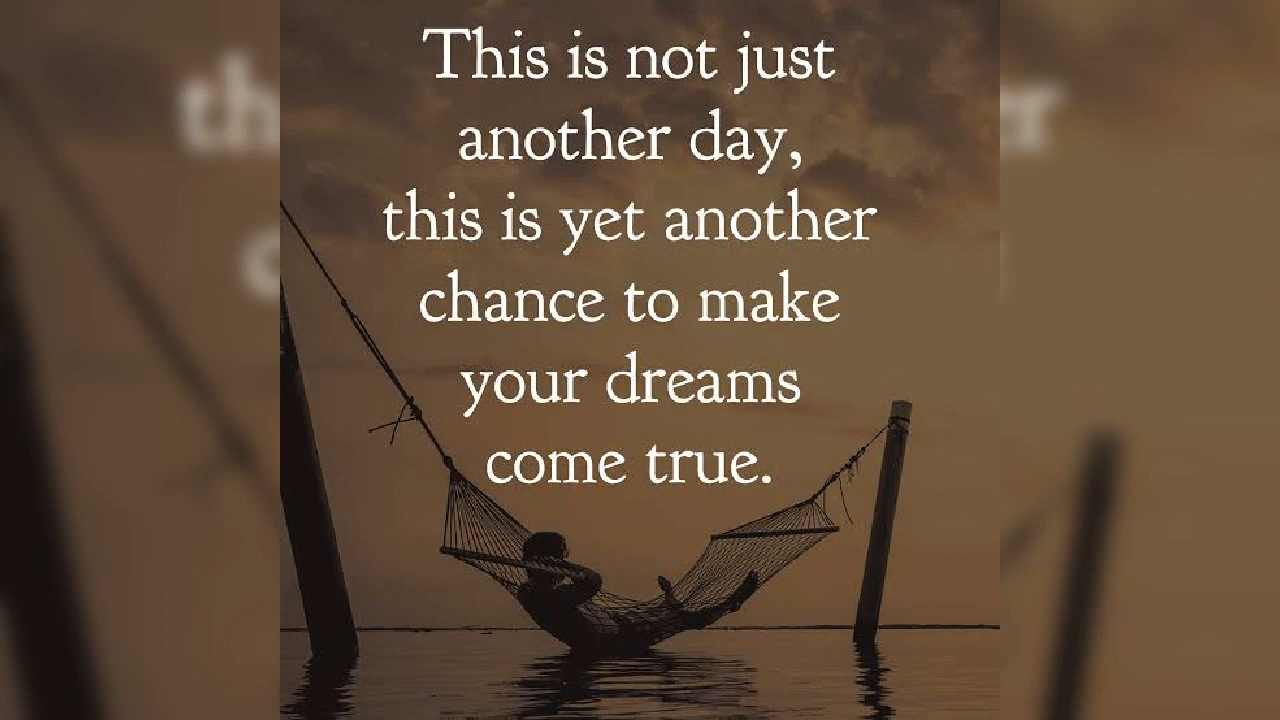 This is not just
another day,
this is yet another
chance to make
your dreams
come true.